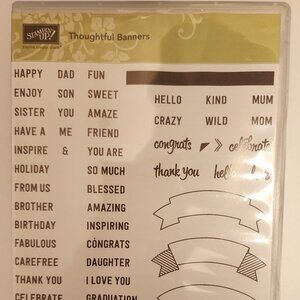 STAMPIN' UP!
Thoughtful Banners
HAPPY DAD FUN
ENJOY SON SWEET
SISTER YOU AMAZE
HAVE A ME FRIEND
INSPIRE & YOU ARE
HOLIDAY SO MUCH
FROM US BLESSED
BROTHER AMAZING
BIRTHDAY INSPIRING
FABULOUS CONGRATS
CAREFREE DAUGHTER
THANK YOU I LOVE YOU
CELEBRATE GRADUATION
HELLO KIND MUM
CRAZY WILD MOM
congrats celebrate
thank you hello